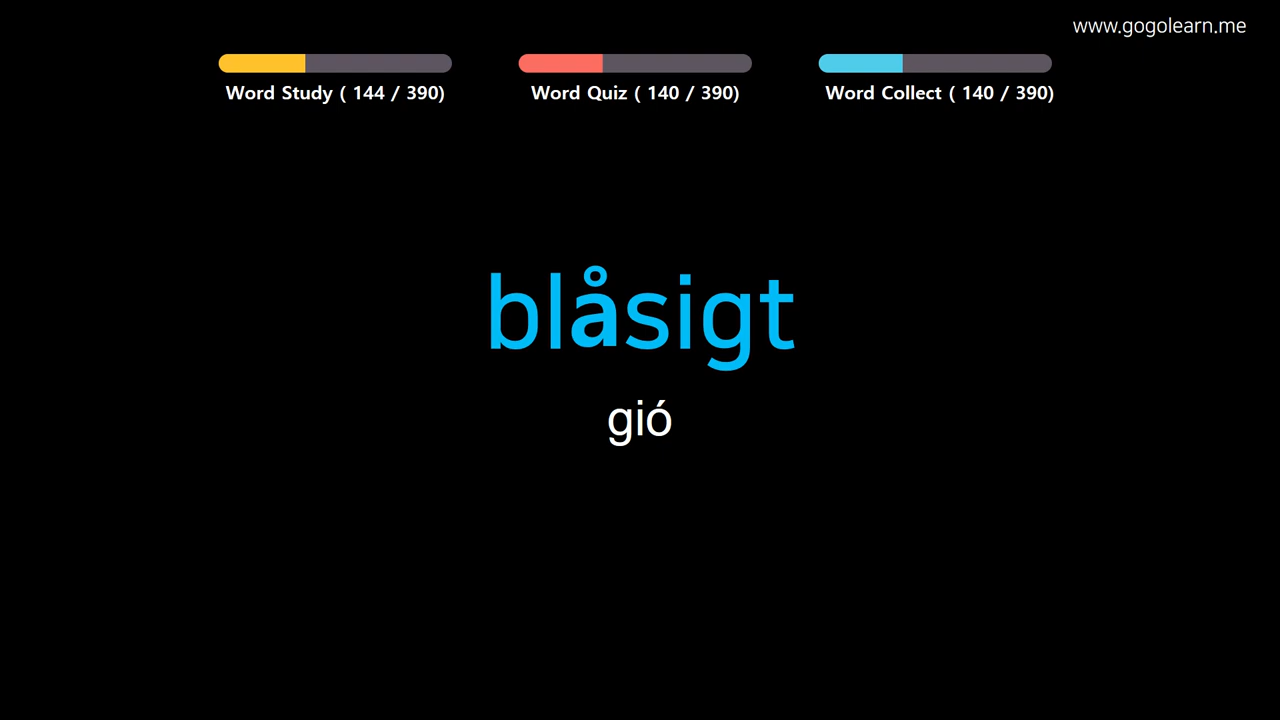 www.gogolearn.me
Word Study ( 144 / 390)
Word Quiz ( 140 / 390)
Word Collect ( 140 / 390)
blåsigt
gió